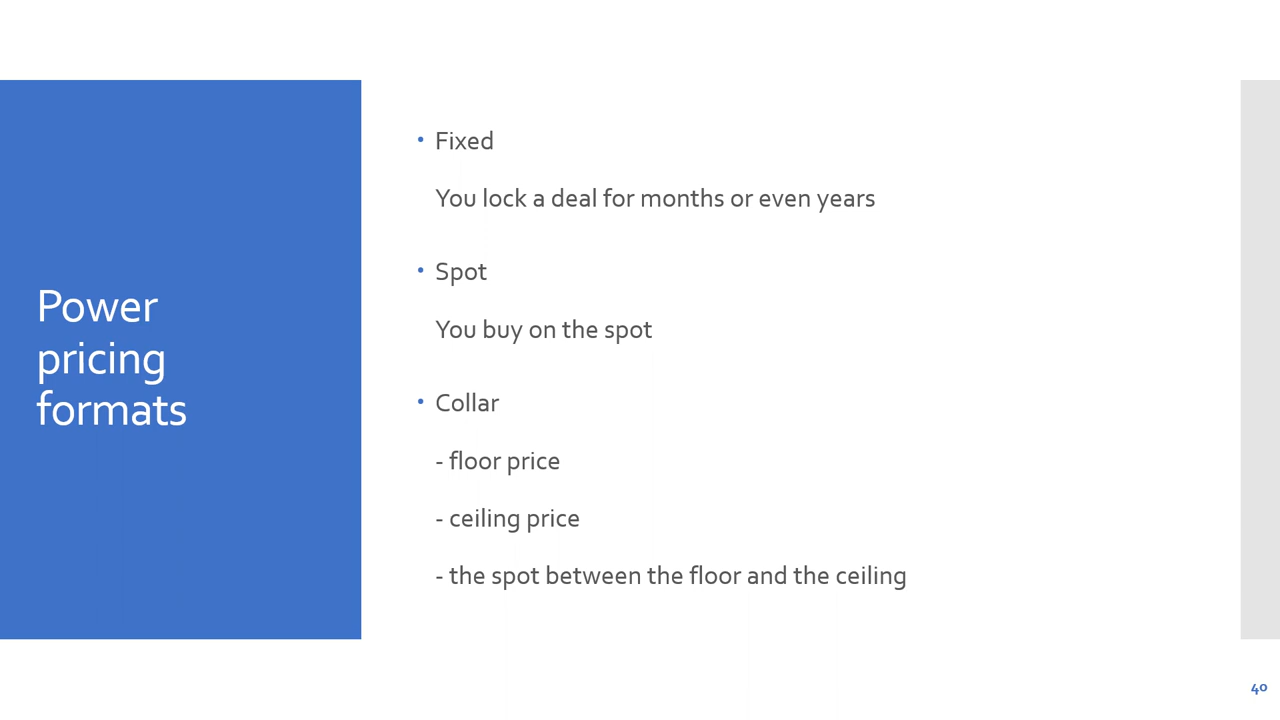 Power
pricing
formats
• Fixed
You lock a deal for months or even years
• Spot
You buy on the spot
• Collar
- floor price
- ceiling price
- the spot between the floor and the ceiling
40